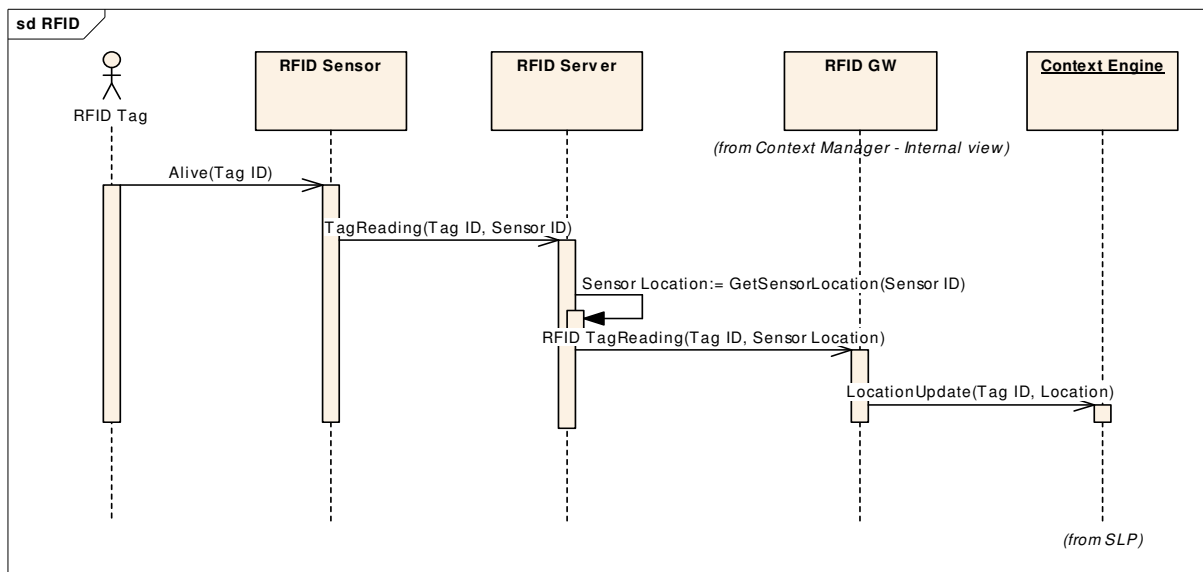 sd RFID
RFID Tag
RFID Sensor
RFID Server
RFID GW
Context Engine
(from Context Manager - Internal view)
Alive(Tag ID)
TagReading(Tag ID, Sensor ID)
Sensor Location:= GetSensorLocation(Sensor ID)
RFID TagReading(Tag ID, Sensor Location)
LocationUpdate(Tag ID, Location)
(from SLP)